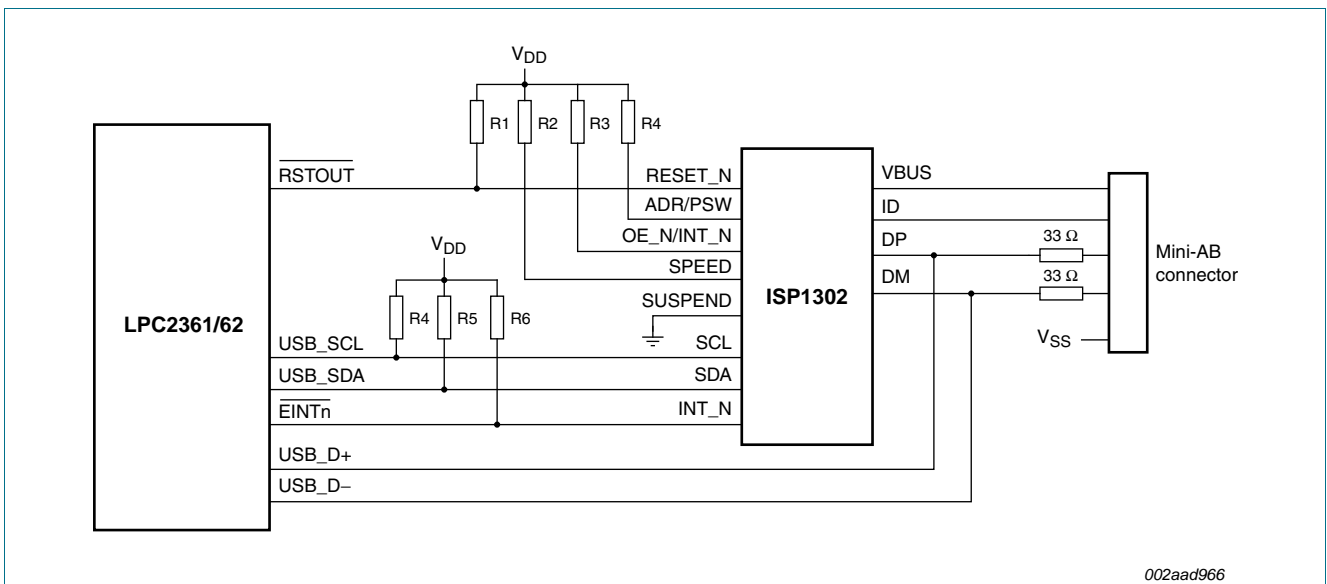 VDD
R1 R2 R3 R4
RSTOUT
RESET_N
VBUS
ADR/PSW
ID
OE_N/INT_N
DP
33 Ω
SPEED
DM
33 Ω
Mini-AB
connector
VDD
SUSPEND
ISP1302
LPC2361/62
R4 R5 R6
VSS
USB_SCL
SCL
USB_SDA
SDA
EINTn
INT_N
USB_D+
USB_D−
002aad966